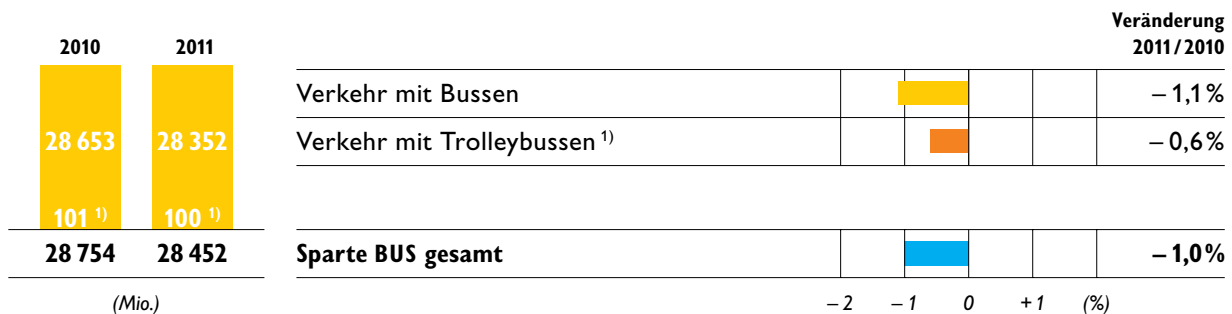 Veränderung
2010 2011 2011/2010
Verkehr mit Bussen – 1,1 %
28 653 28 352 Verkehr mit Trolleybussen 1) – 0,6 %
101 1) 100 1)
28 754 28 452 Sparte BUS gesamt – 1,0 %
(Mio.) – 2 – 1 0 + 1 (%)